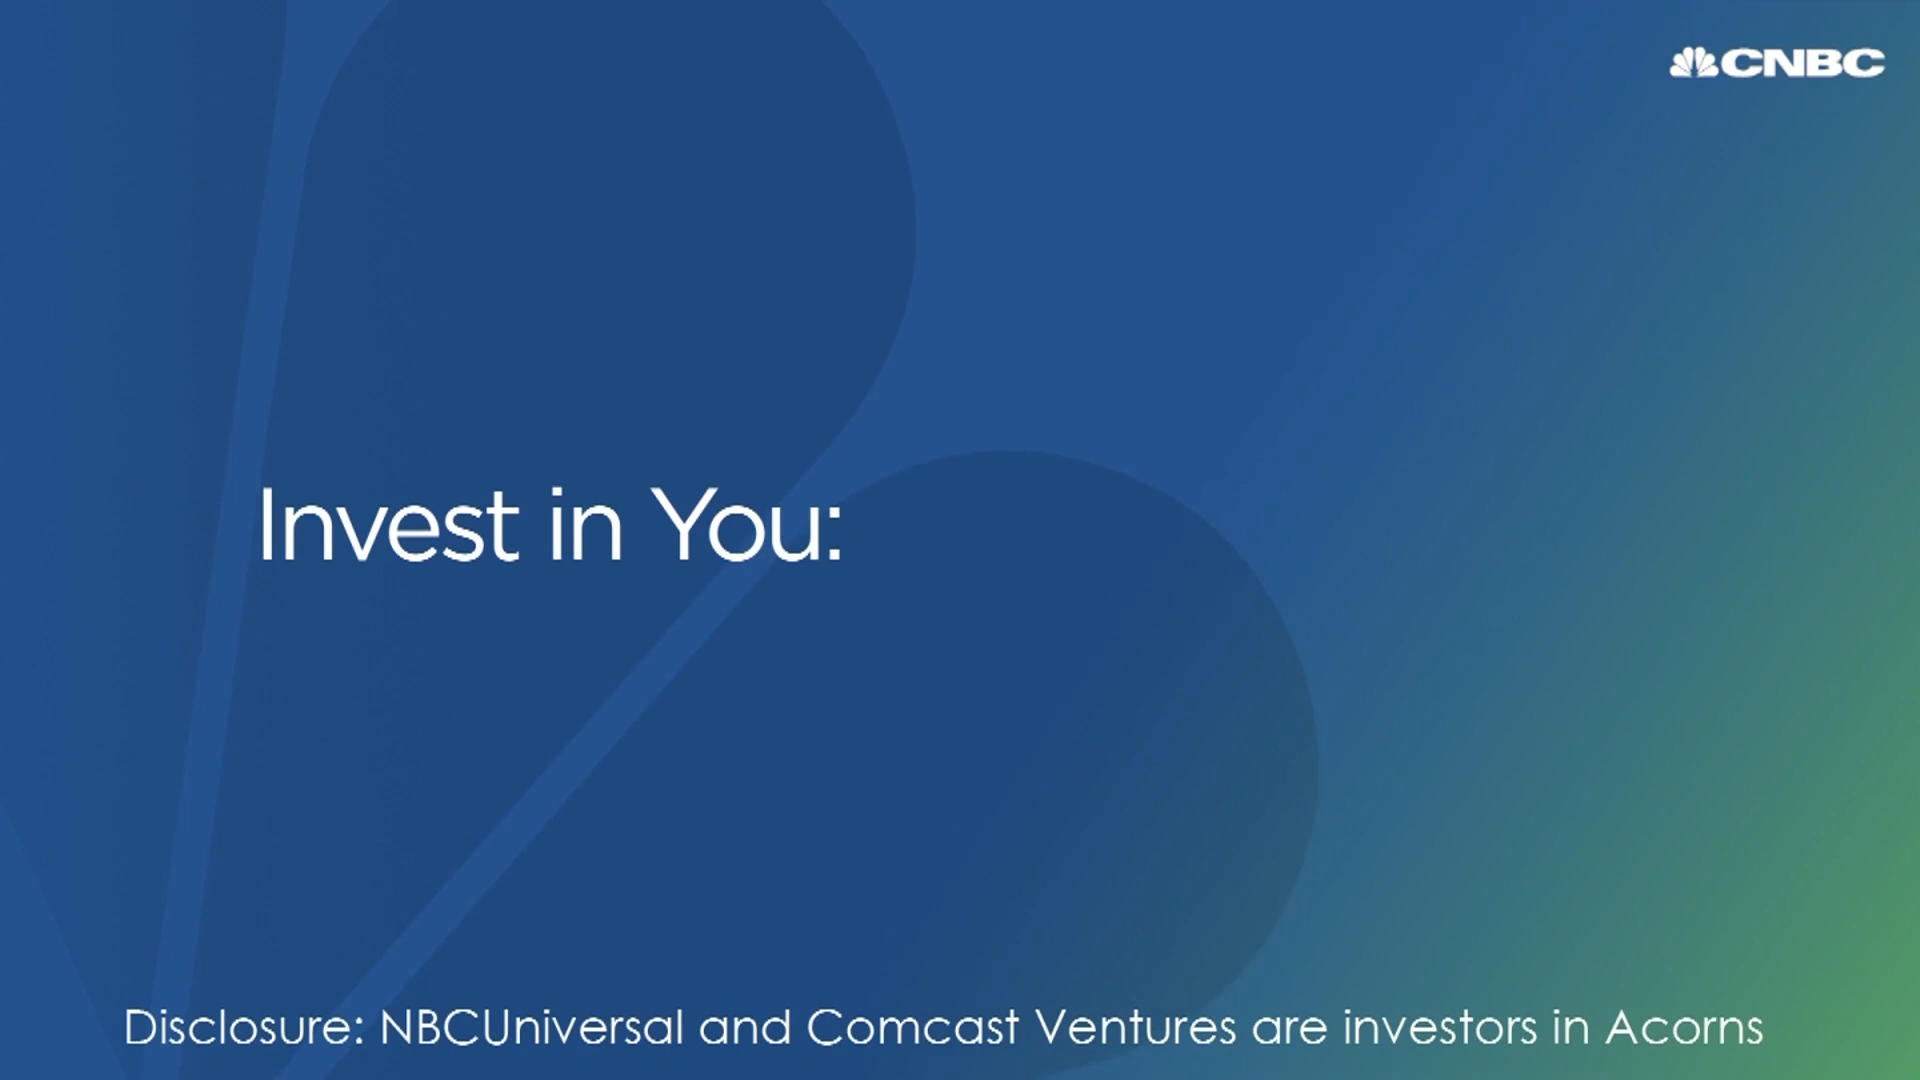 CNBC
Invest in You:
Disclosure: NBCUniversal and Comcast Ventures are investors in Acorns